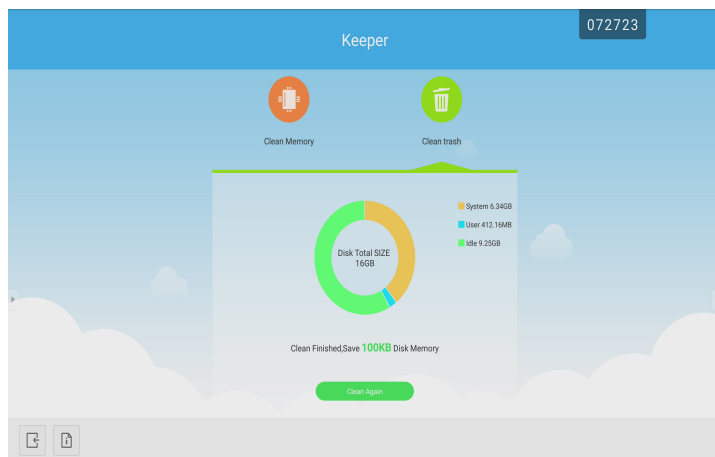 072723
Keeper
Clean Memory
Clean trash
System 6.34GB
User 412.16MB
Idle 9.25GB
Disk Total SIZE
16GB
Clean Finished,Save 100KB Disk Memory
Clean Again